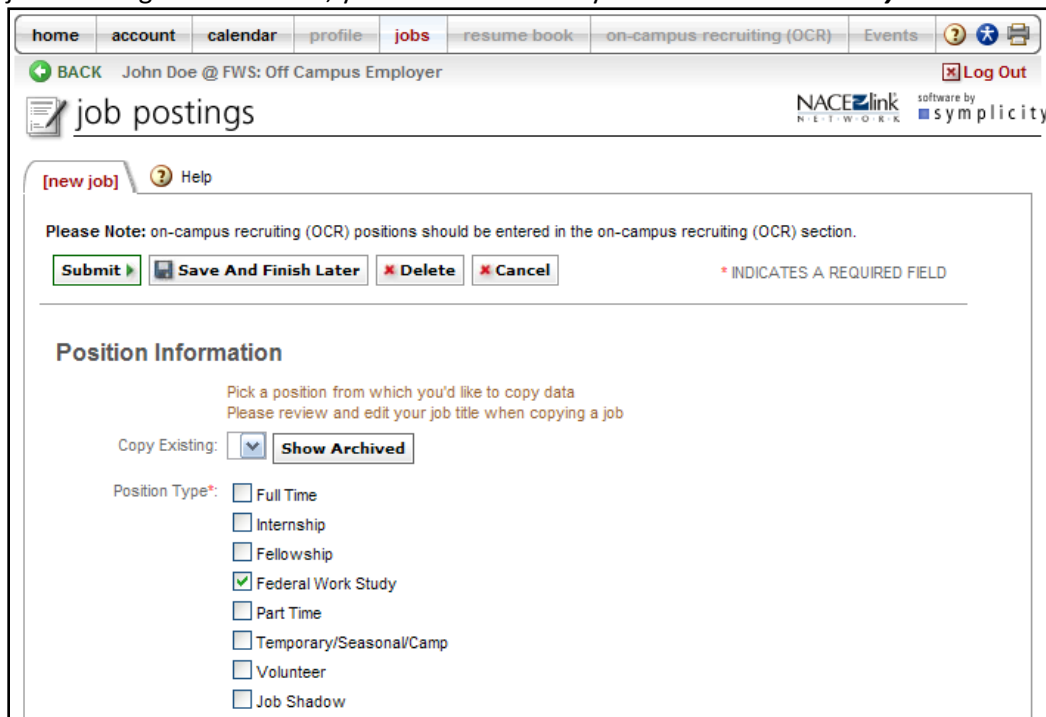 home account calendar profile jobs resume book on-campus recruiting (OCR) Events
BACK John Doe @ FWS: Off Campus Employer Log Out
job postings NACEZlink NETWORK software by symplicity
[new job] Help
Please Note: on-campus recruiting (OCR) positions should be entered in the on-campus recruiting (OCR) section.
Submit Save And Finish Later Delete Cancel * INDICATES A REQUIRED FIELD
Position Information
Pick a position from which you'd like to copy data
Please review and edit your job title when copying a job
Copy Existing: Show Archived
Position Type*: Full Time
Internship
Fellowship
Federal Work Study
Part Time
Temporary/Seasonal/Camp
Volunteer
Job Shadow